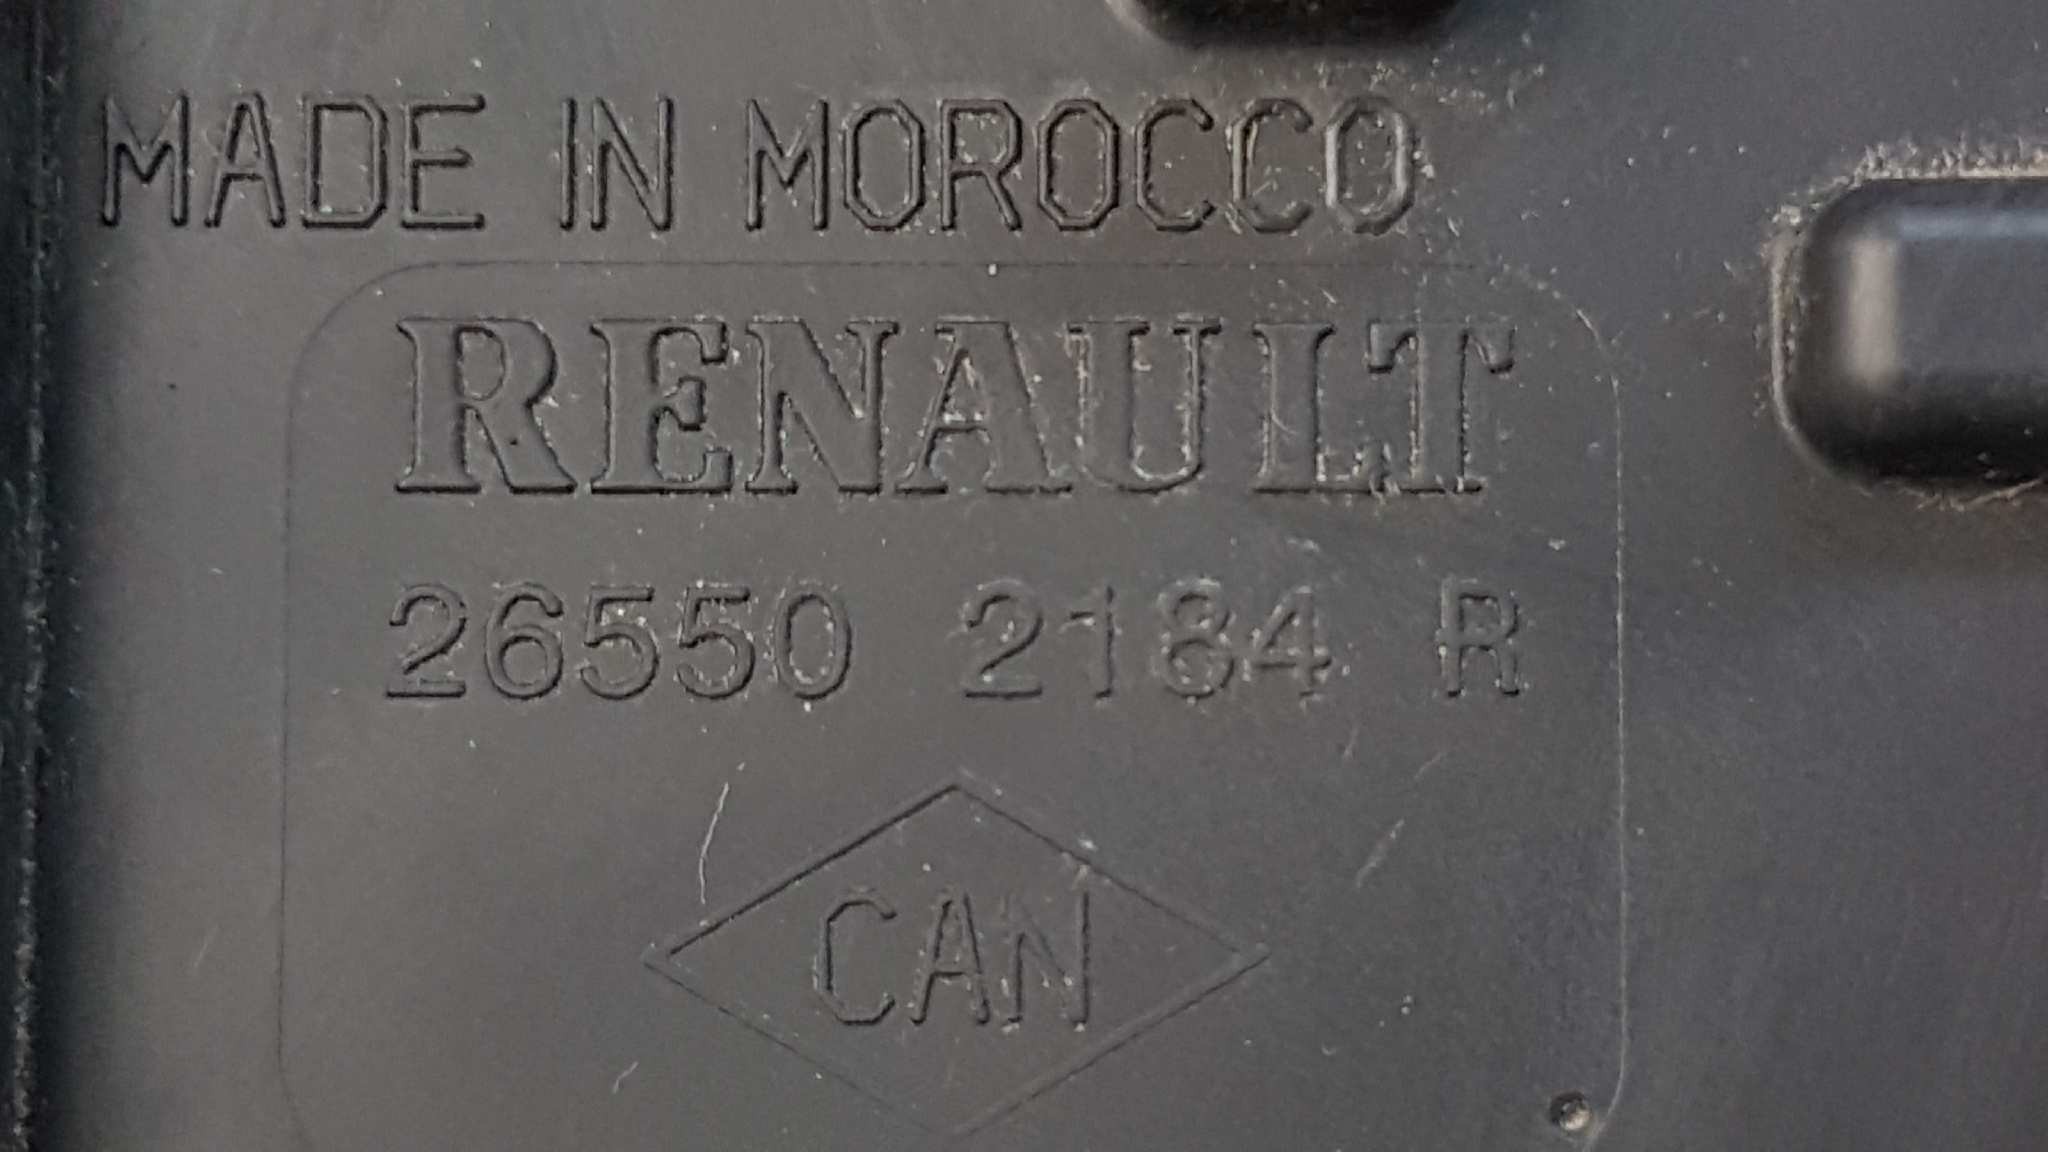 MADE IN MOROCCO
RENAULT
26550 2184 R
CAN